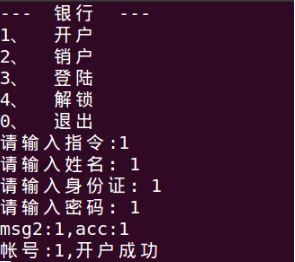 --- 银行 ---
1、 开户
2、 销户
3、 登陆
4、 解锁
0、 退出
请输入指令:1
请输入姓名: 1
请输入身份证: 1
请输入密码: 1
msg2:1,acc:1
帐号:1,开户成功